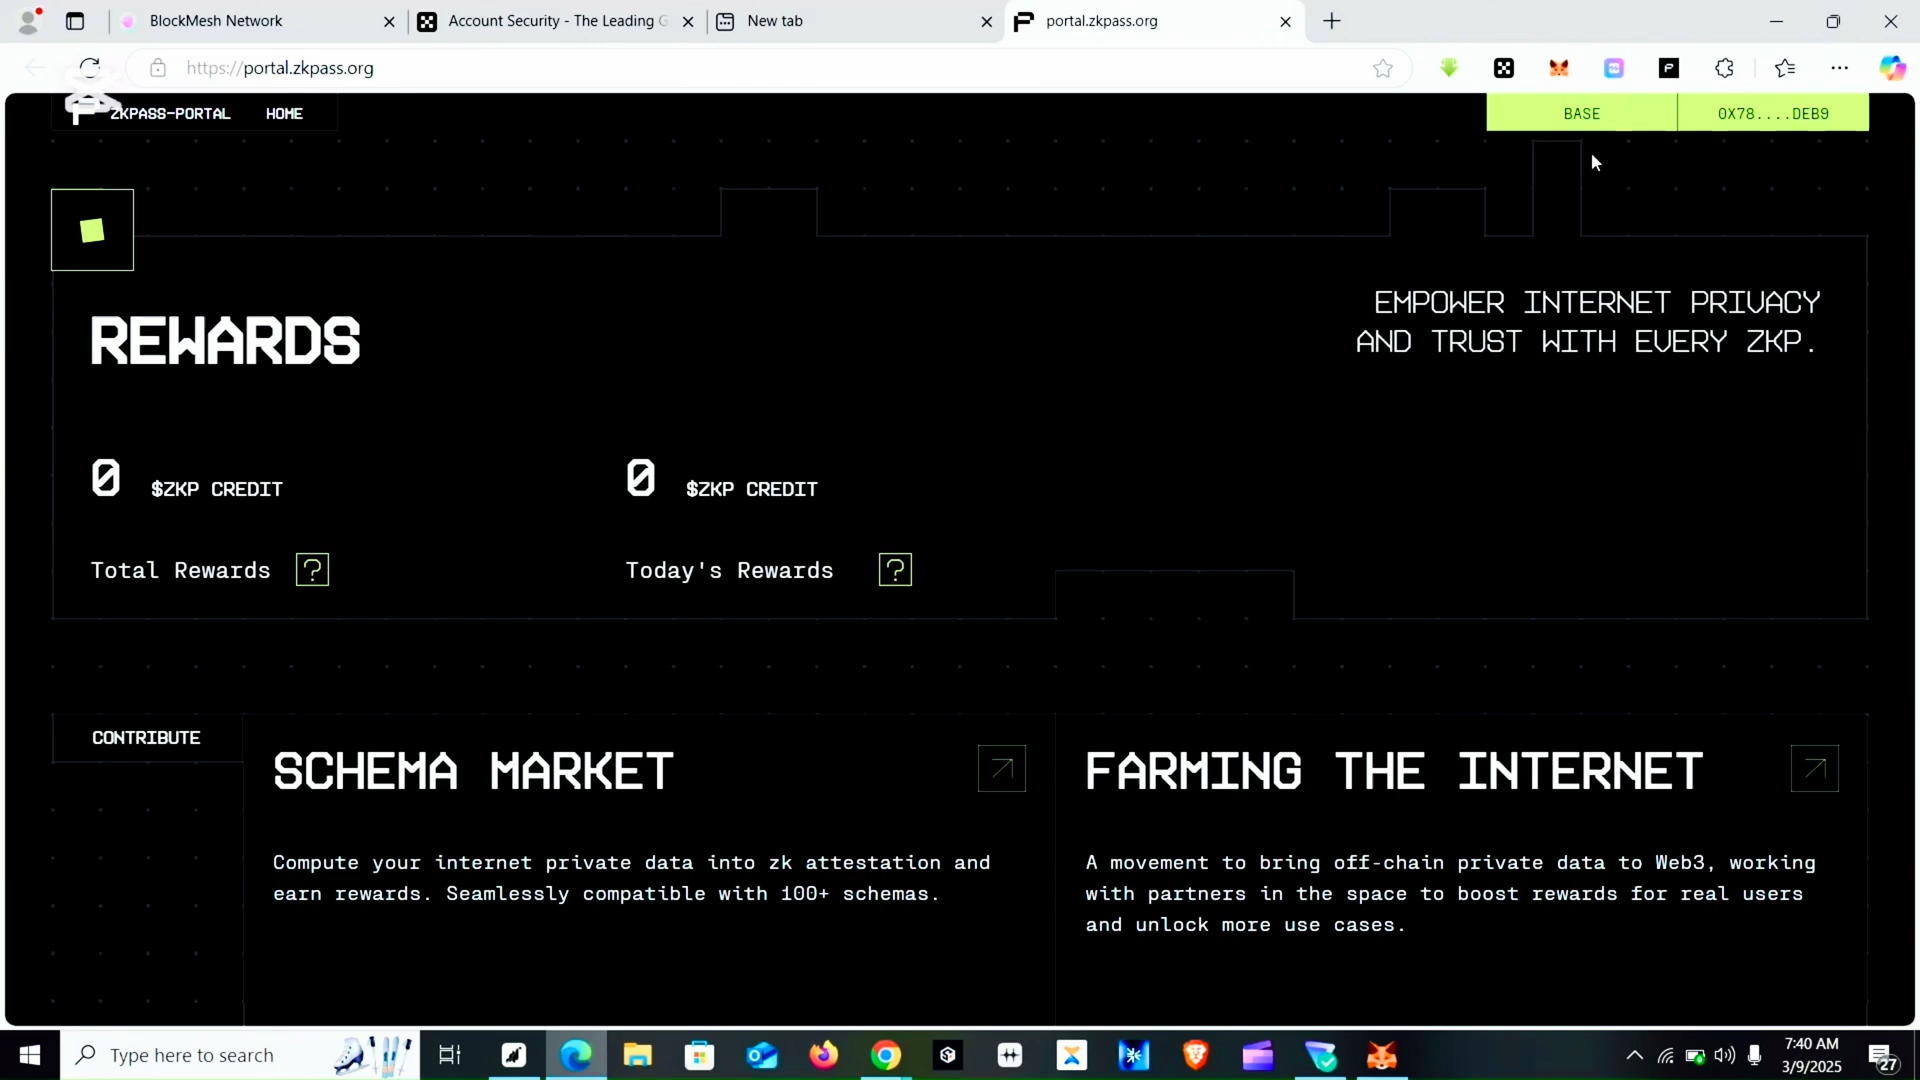 BlockMesh Network
Account Security - The Leading G
New tab
portal.zkpass.org
https://portal.zkpass.org
ZKPASS-PORTAL
HOME
BASE
0X78....DEB9
REWARDS
EMPOWER INTERNET PRIVACY
AND TRUST WITH EVERY ZKP.
0 $ZKP CREDIT
0 $ZKP CREDIT
Total Rewards ?
Today's Rewards ?
CONTRIBUTE
SCHEMA MARKET
Compute your internet private data into zk attestation and
earn rewards. Seamlessly compatible with 100+ schemas.
FARMING THE INTERNET
A movement to bring off-chain private data to Web3, working
with partners in the space to boost rewards for real users
and unlock more use cases.
Type here to search
7:40 AM
3/9/2025
27